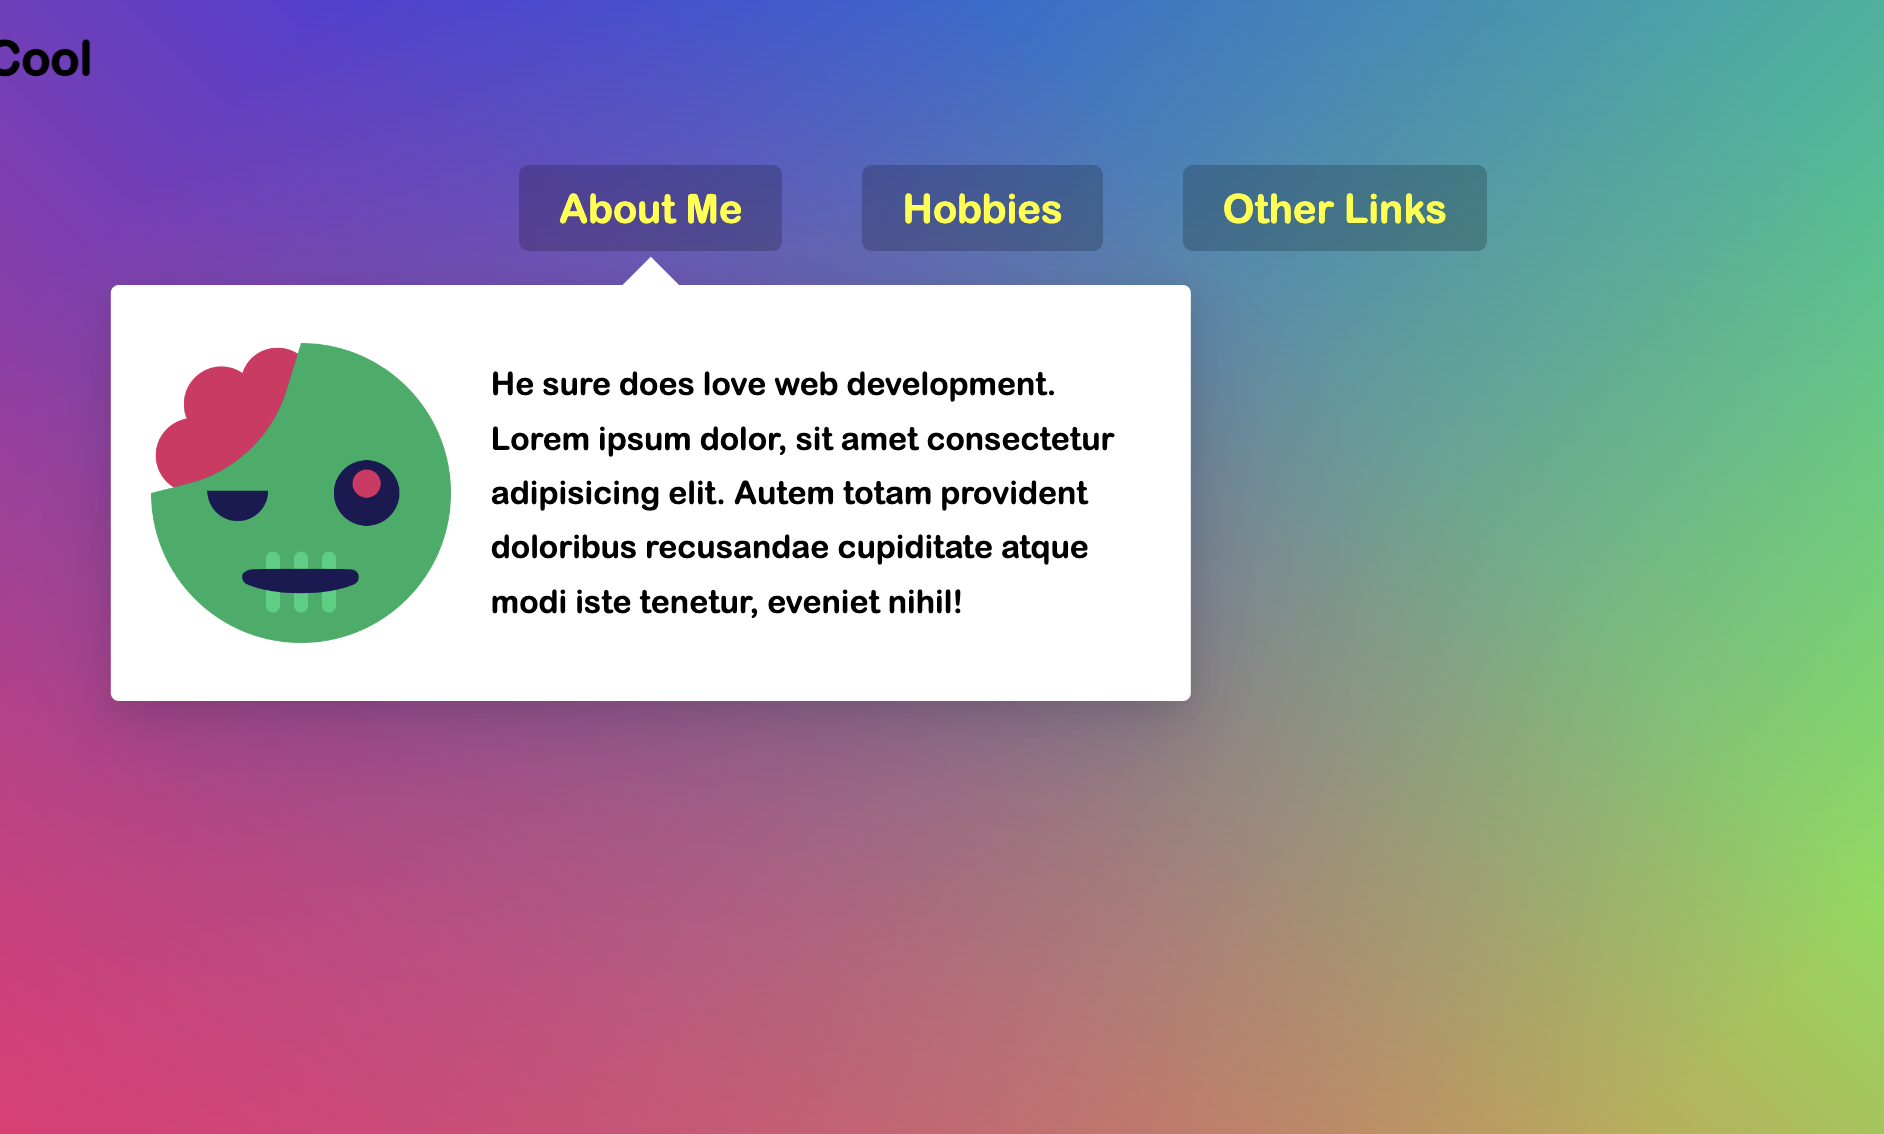 Cool
About Me Hobbies Other Links
He sure does love web development.
Lorem ipsum dolor, sit amet consectetur
adipisicing elit. Autem totam provident
doloribus recusandae cupiditate atque
modi iste tenetur, eveniet nihil!